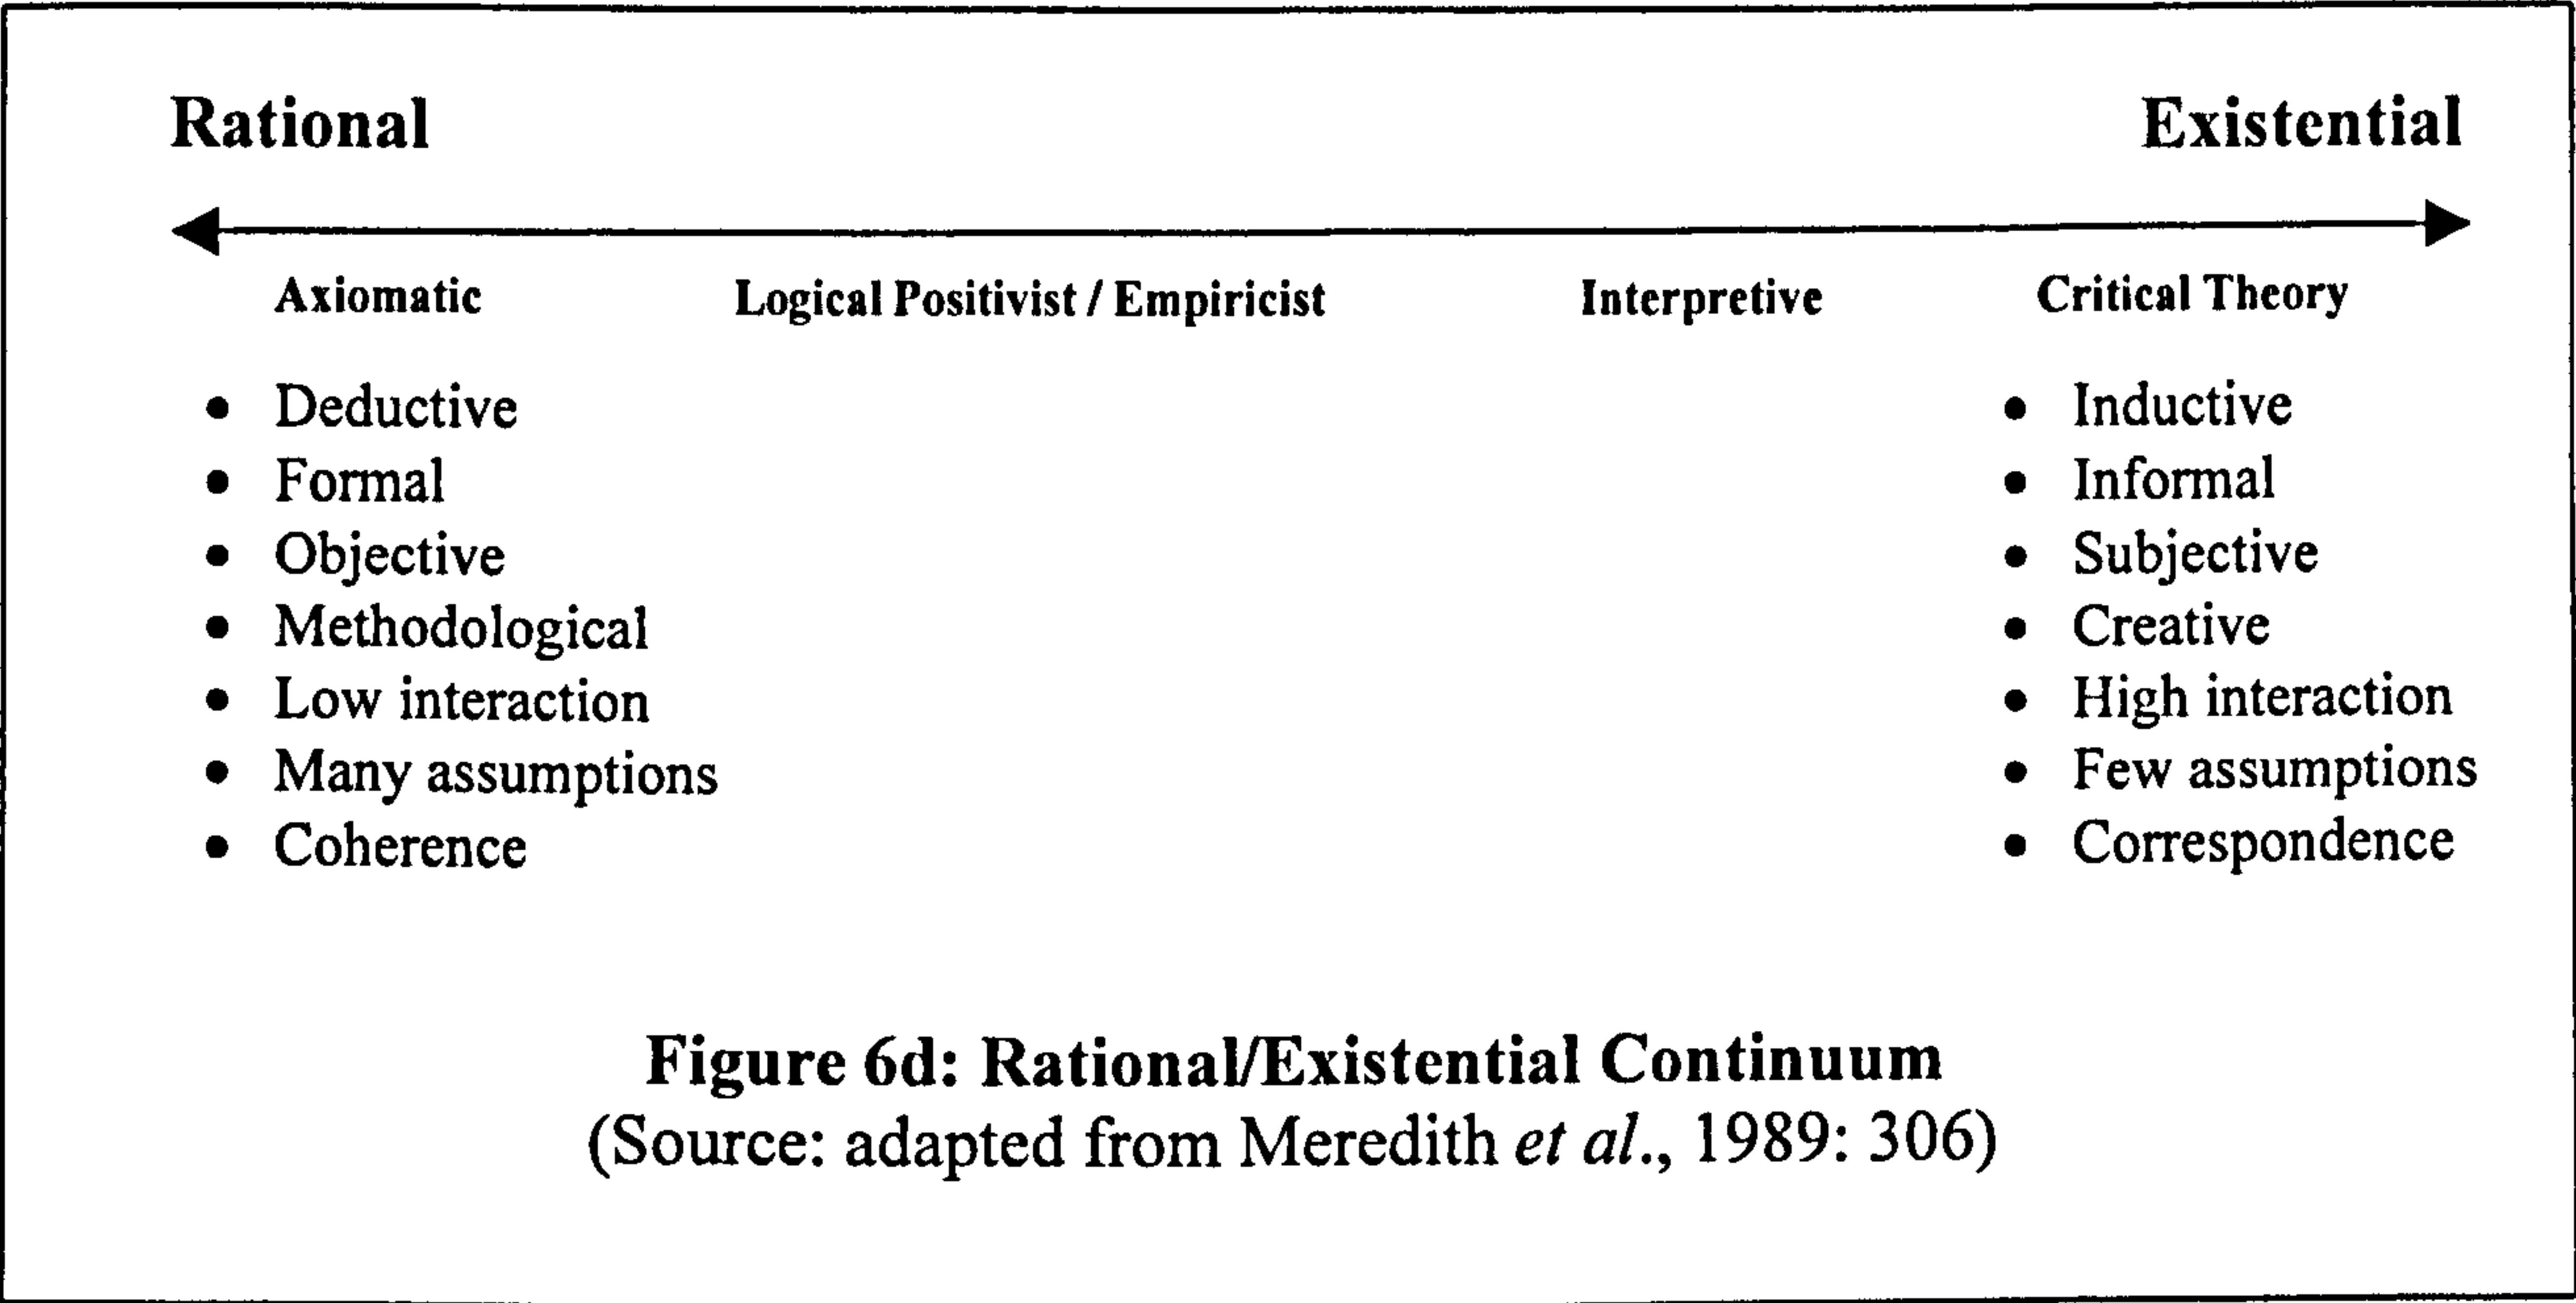 Rational Existential
Axiomatic Logical Positivist / Empiricist Interpretive Critical Theory
• Deductive
• Formal
• Objective
• Methodological
• Low interaction
• Many assumptions
• Coherence
• Inductive
• Informal
• Subjective
• Creative
• High interaction
• Few assumptions
• Correspondence
Figure 6d: Rational/Existential Continuum
(Source: adapted from Meredith et al., 1989: 306)